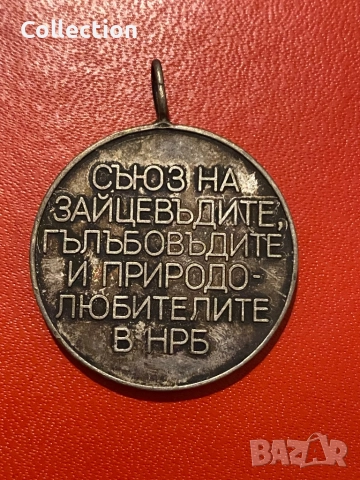 Collection
СЪЮЗ НА
ЗАЙЦЕВЪДИТЕ,
ГЪЛЪБОВЪДИТЕ
И ПРИРОДО-
ЛЮБИТЕЛИТЕ
В НРБ
BAZAR